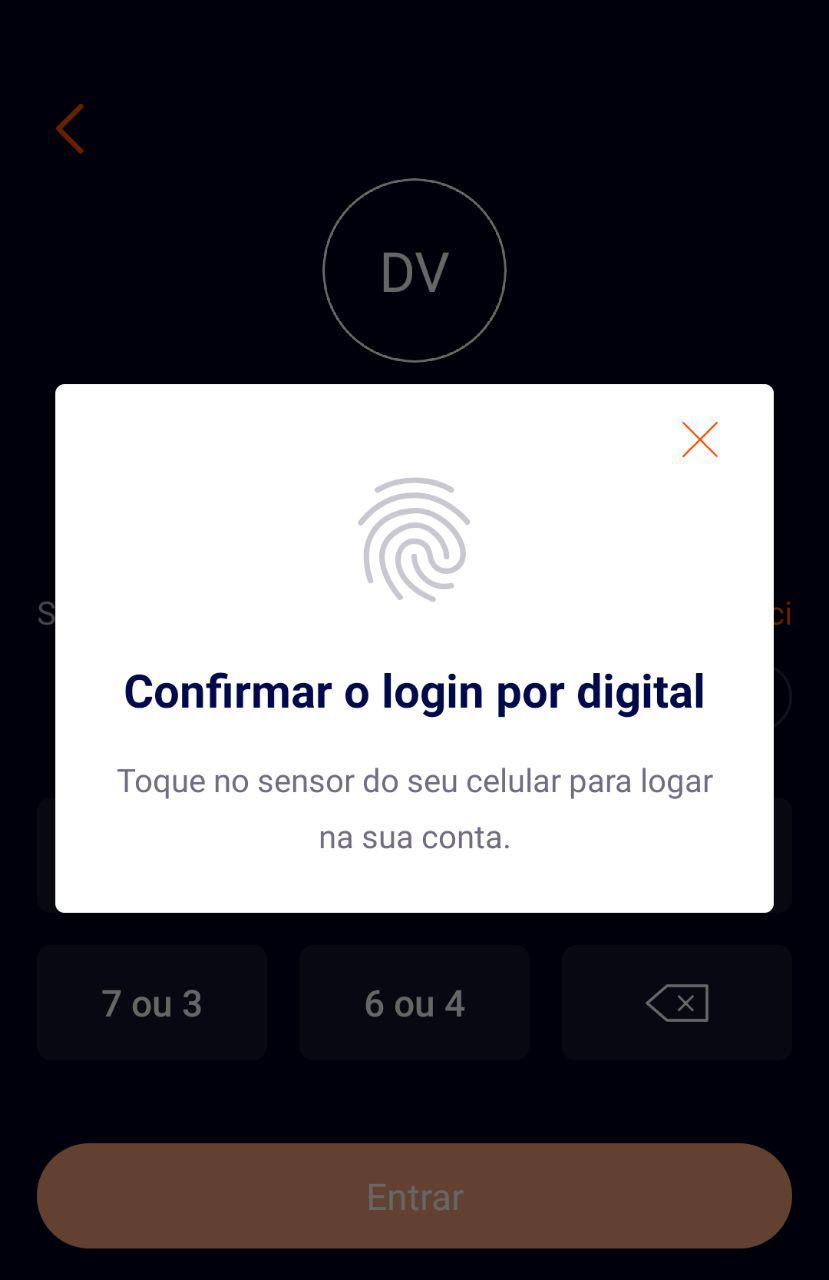 DV
Confirmar o login por digital
Toque no sensor do seu celular para logar
na sua conta.
7 ou 3
6 ou 4
Entrar